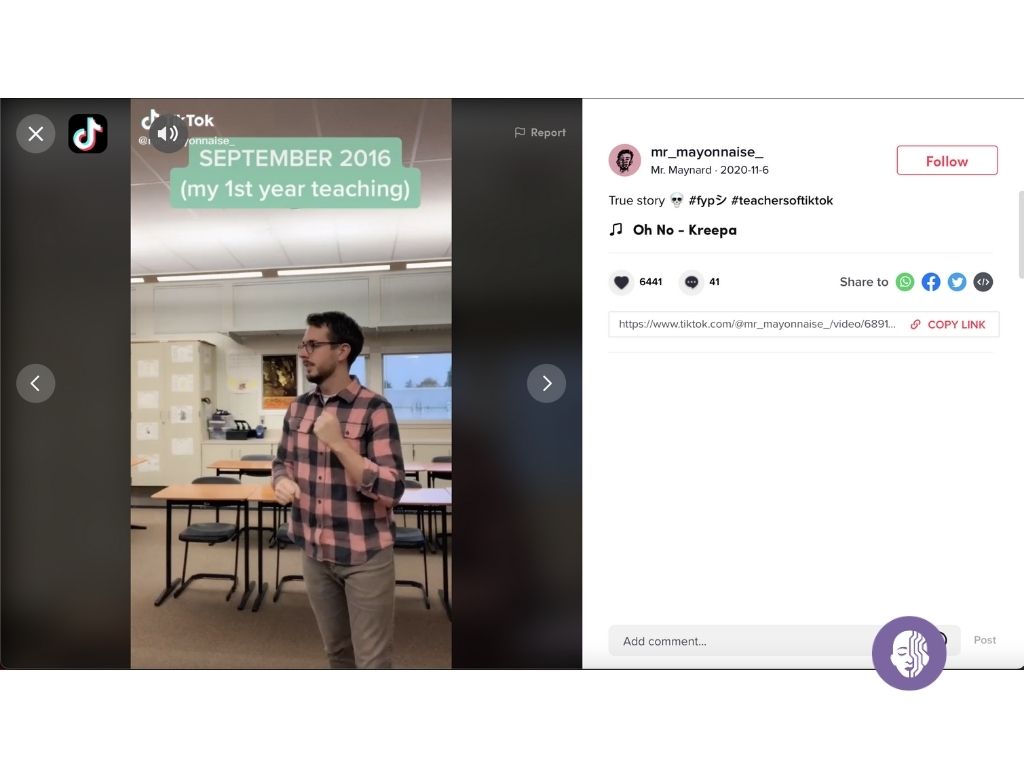 TikTok
SEPTEMBER 2016
(my 1st year teaching)
Report
mr_mayonnaise_
Mr. Maynard · 2020-11-6
Follow
True story 💀 #fypシ #teachersoftiktok
Oh No - Kreepa
6441
41
Share to
https://www.tiktok.com/@mr_mayonnaise_/video/6891...
COPY LINK
Add comment...
Post